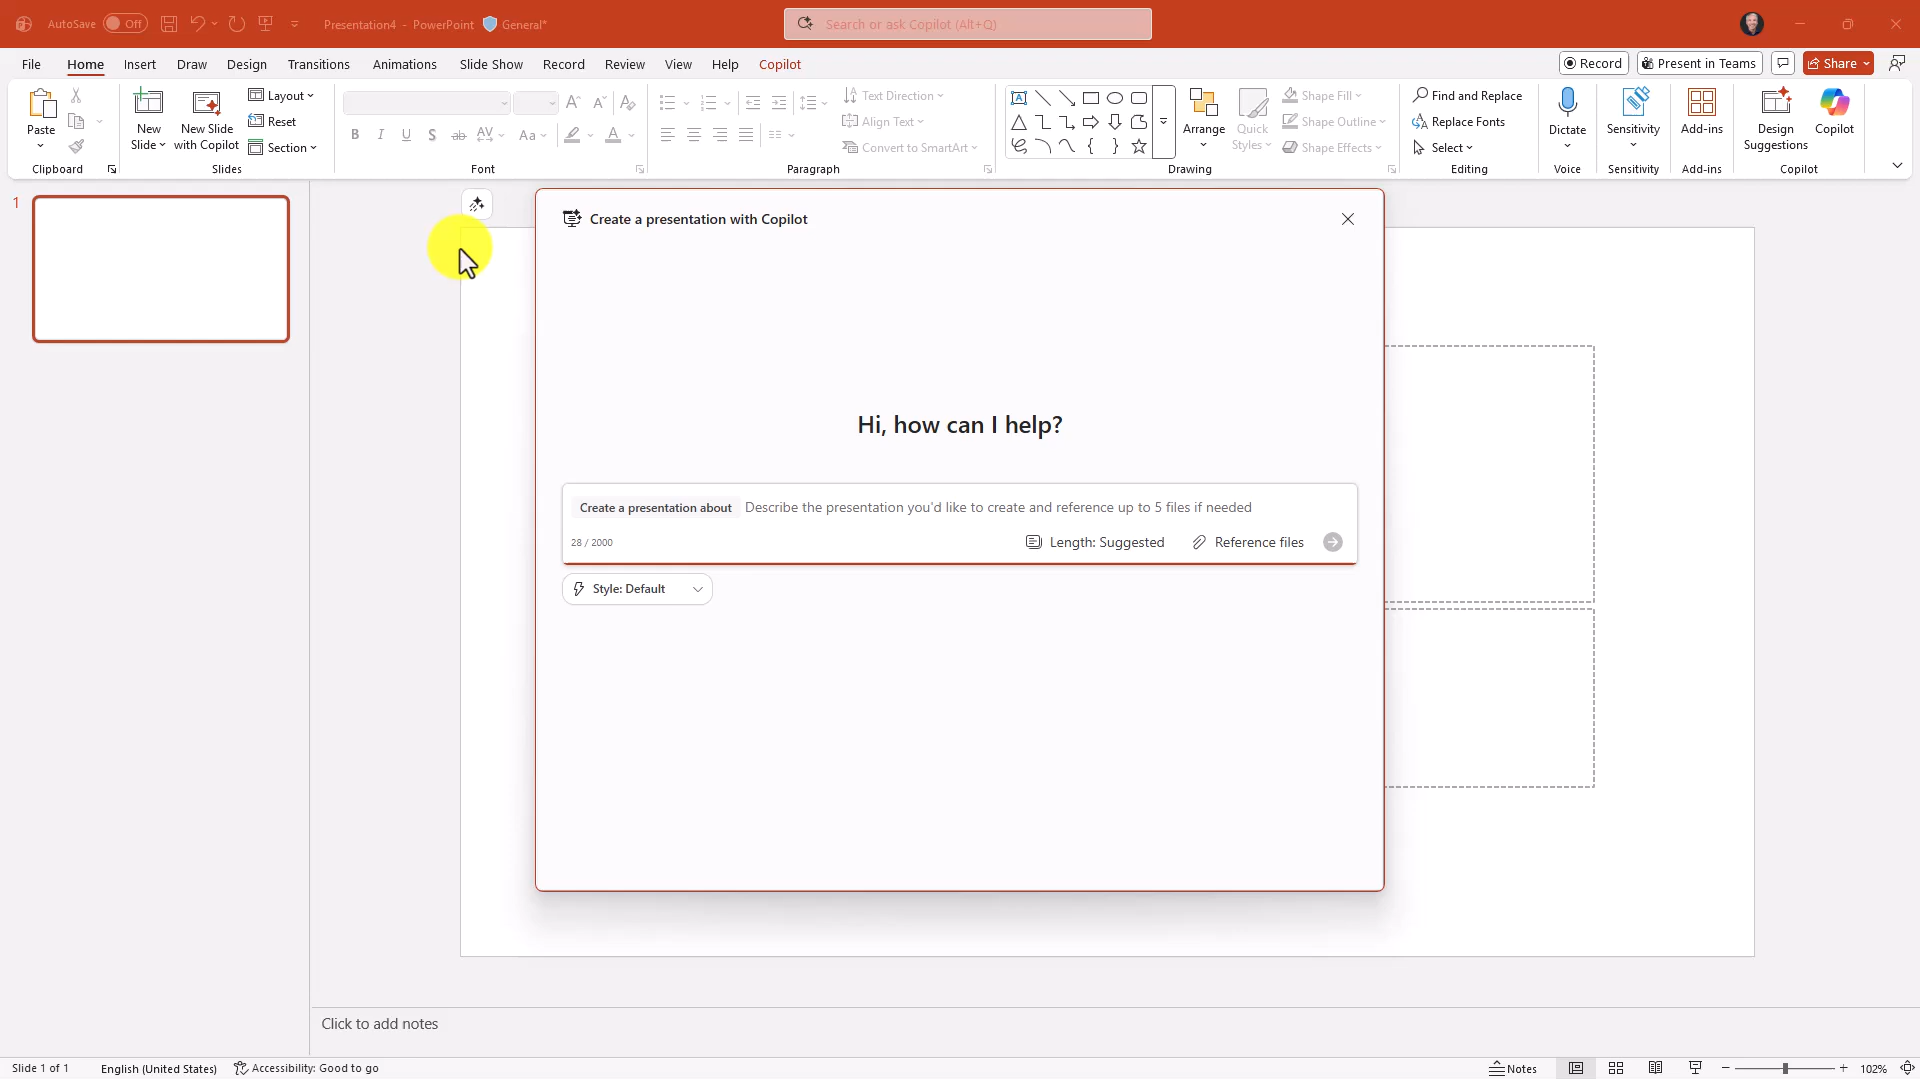 AutoSave Off Presentation4 - PowerPoint General* Search or ask Copilot (Alt+Q)
File Home Insert Draw Design Transitions Animations Slide Show Record Review View Help Copilot Record Present in Teams Share
Paste
Clipboard
New Slide
New Slide with Copilot
Layout
Reset
Section
Slides
B I U S ab AV Aa A
Font
Text Direction
Align Text
Convert to SmartArt
Paragraph
Arrange
Quick Styles
Shape Fill
Shape Outline
Shape Effects
Drawing
Find and Replace
Replace Fonts
Select
Editing
Dictate
Voice
Sensitivity
Sensitivity
Add-ins
Add-ins
Design Suggestions
Copilot
Copilot
1
Create a presentation with Copilot
Hi, how can I help?
Create a presentation about Describe the presentation you'd like to create and reference up to 5 files if needed
28 / 2000 Length: Suggested Reference files
Style: Default
Click to add notes
Slide 1 of 1 English (United States) Accessibility: Good to go Notes 102%